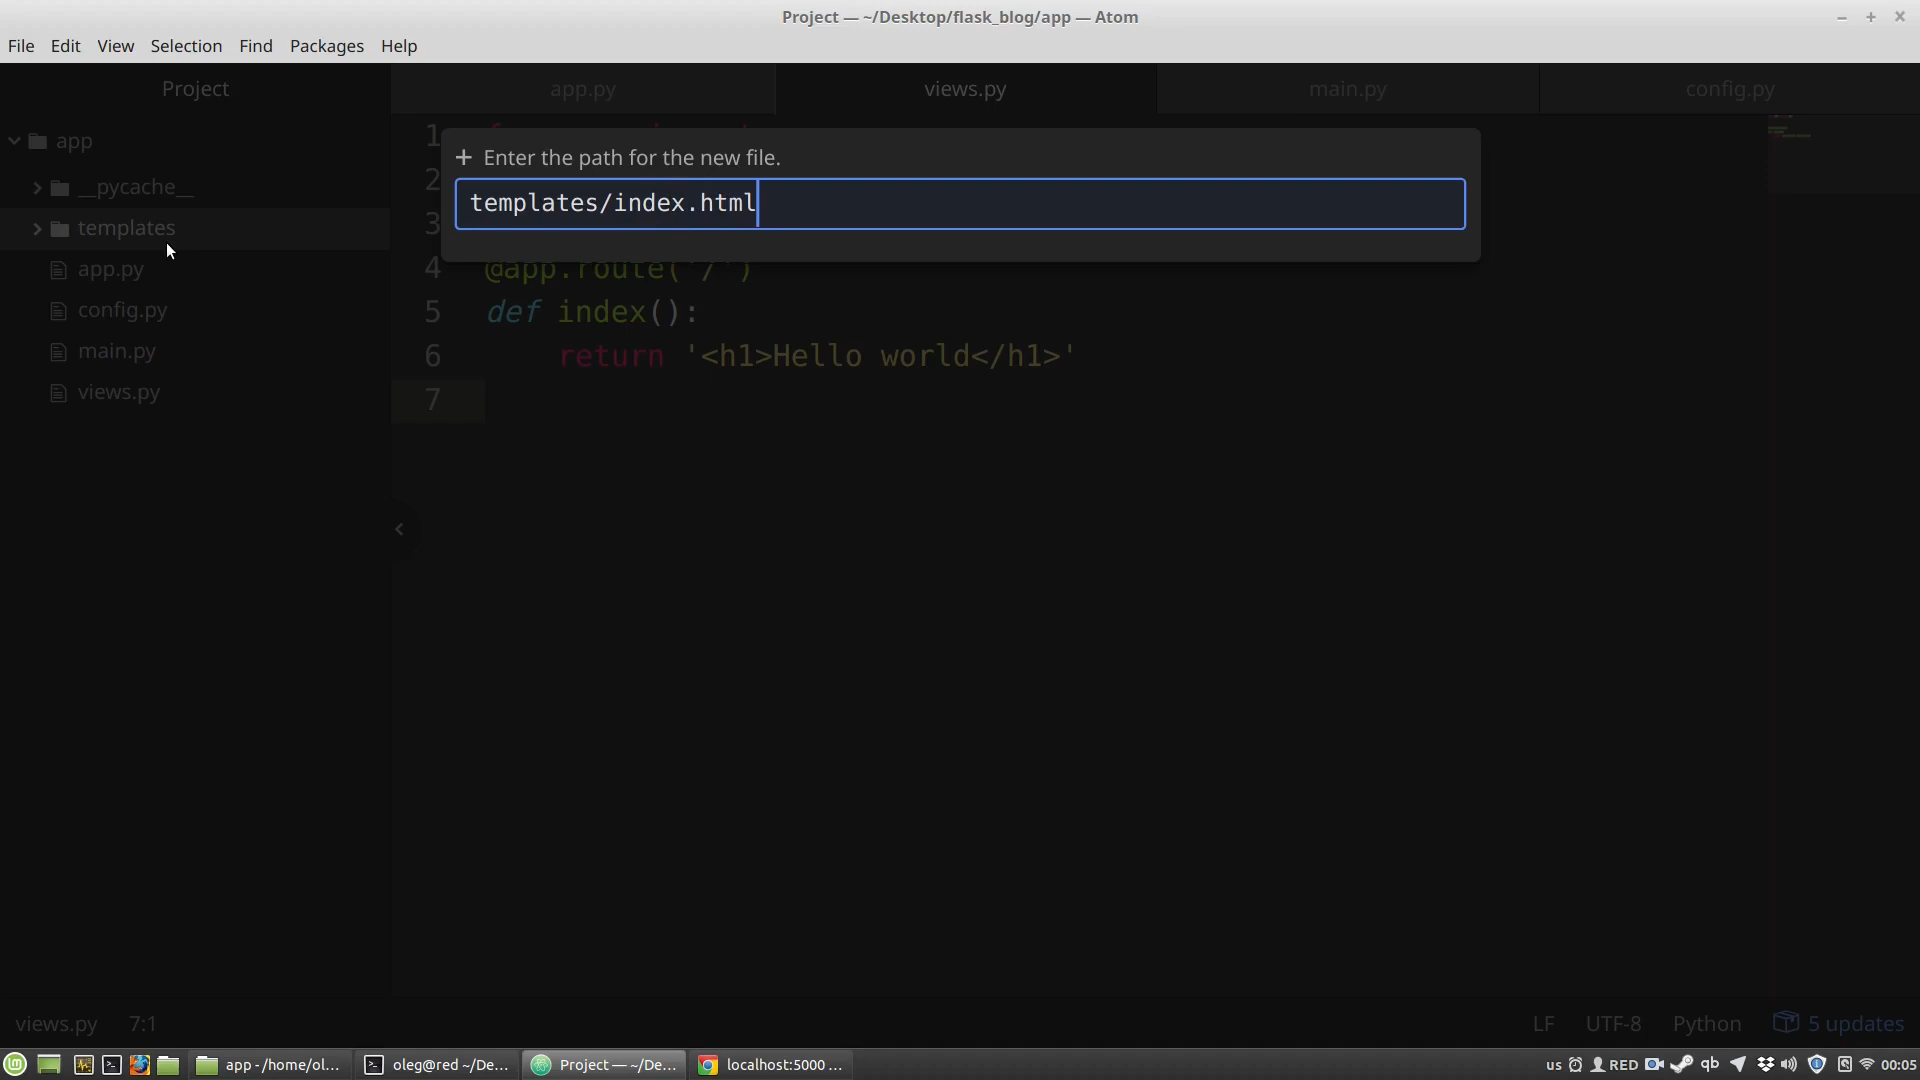 Project — ~/Desktop/flask_blog/app — Atom
File Edit View Selection Find Packages Help
Project
app.py
views.py
main.py
config.py
app
__pycache__
templates
app.py
config.py
main.py
views.py
+ Enter the path for the new file.
templates/index.html
1
2
3
4 @app.route('/')
5 def index():
6 return '<h1>Hello world</h1>'
7
views.py 7:1
LF UTF-8 Python 5 updates
app - /home/ol...
oleg@red ~/De...
Project — ~/De...
localhost:5000 ...
us RED qb 00:05